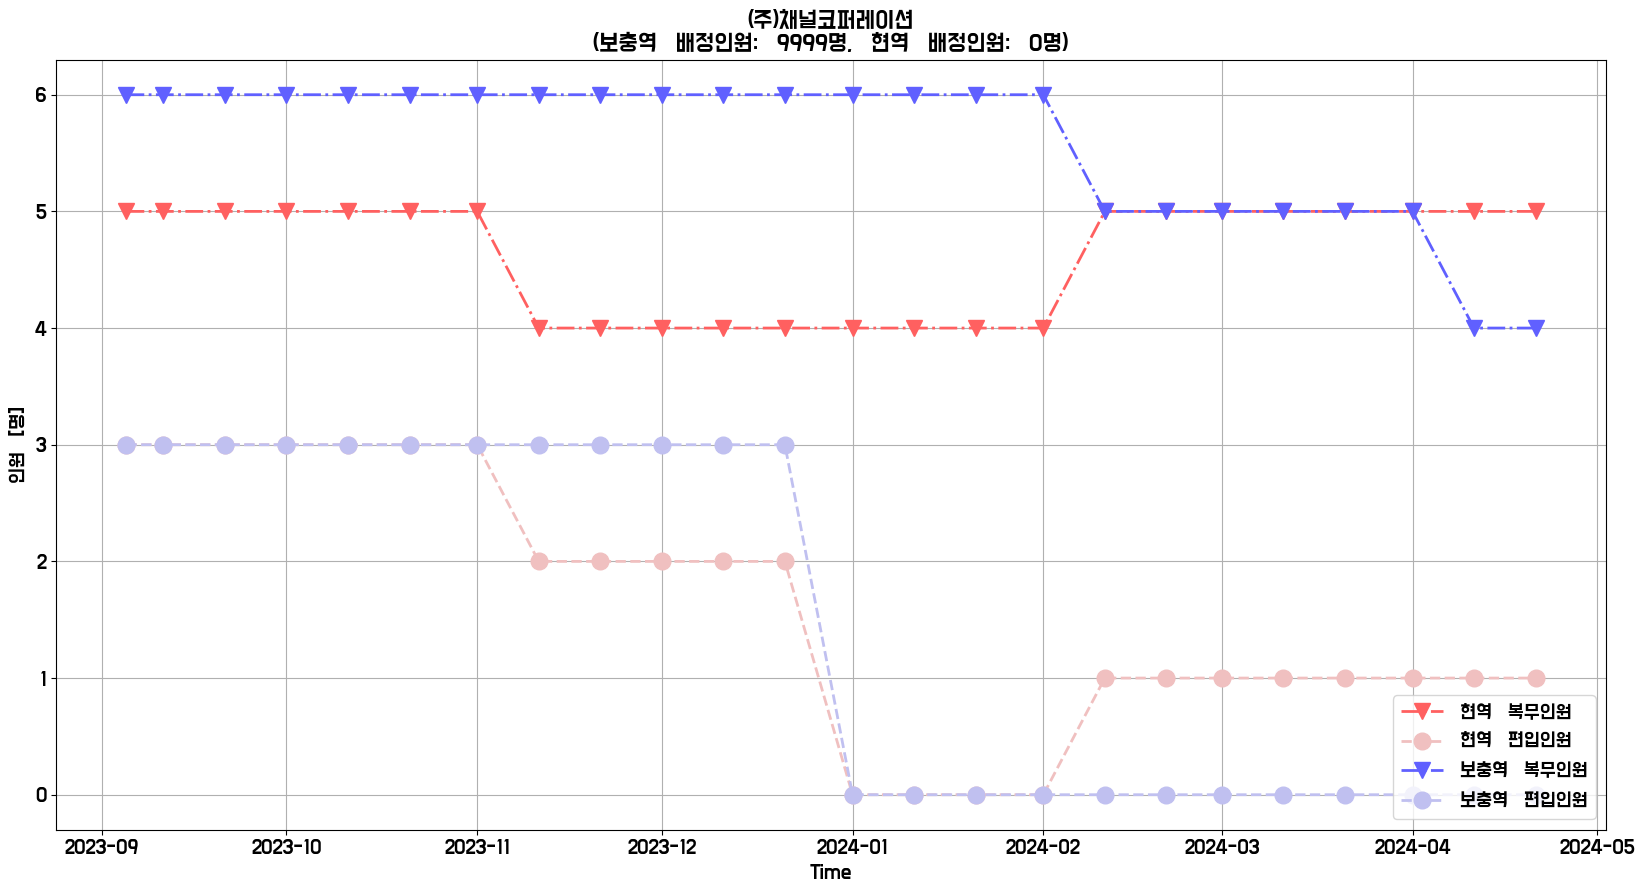 (주)채널코퍼레이션
(보충역 배정인원: 9999명, 현역 배정인원: 0명)
인원 [명]
6
5
4
3
2
1
0
현역 복무인원
현역 편입인원
보충역 복무인원
보충역 편입인원
2023-09 2023-10 2023-11 2023-12 2024-01 2024-02 2024-03 2024-04 2024-05
Time